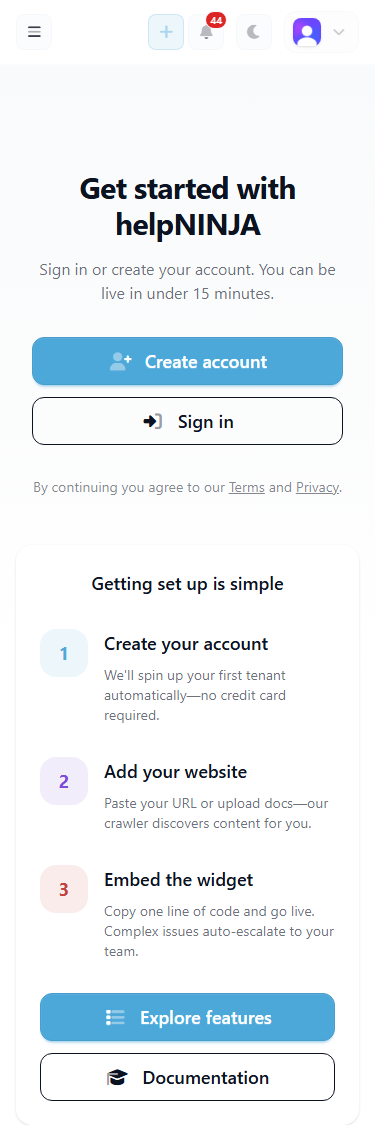 44
Get started with
helpNINJA
Sign in or create your account. You can be
live in under 15 minutes.
Create account
Sign in
By continuing you agree to our Terms and Privacy.
Getting set up is simple
1
Create your account
We'll spin up your first tenant
automatically—no credit card
required.
2
Add your website
Paste your URL or upload docs—our
crawler discovers content for you.
3
Embed the widget
Copy one line of code and go live.
Complex issues auto-escalate to your
team.
Explore features
Documentation